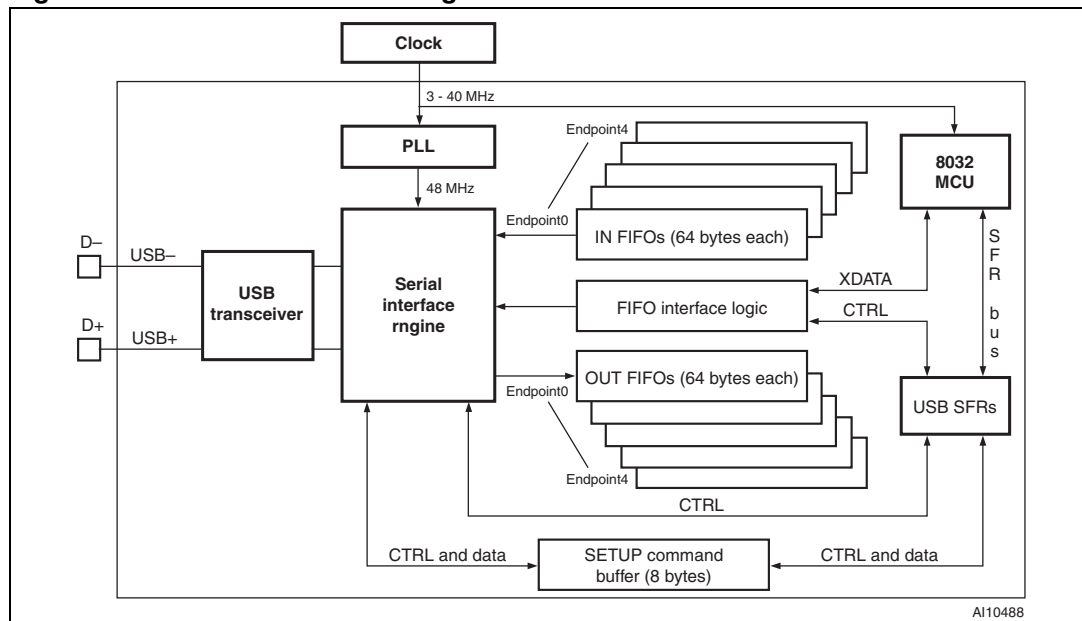 Clock
3 - 40 MHz
PLL
48 MHz
Endpoint4
Endpoint0
IN FIFOs (64 bytes each)
8032
MCU
SFR bus
D–
USB–
USB
transceiver
D+
USB+
Serial
interface
rngine
FIFO interface logic
XDATA
CTRL
OUT FIFOs (64 bytes each)
Endpoint0
Endpoint4
USB SFRs
CTRL
CTRL and data
SETUP command
buffer (8 bytes)
CTRL and data
AI10488